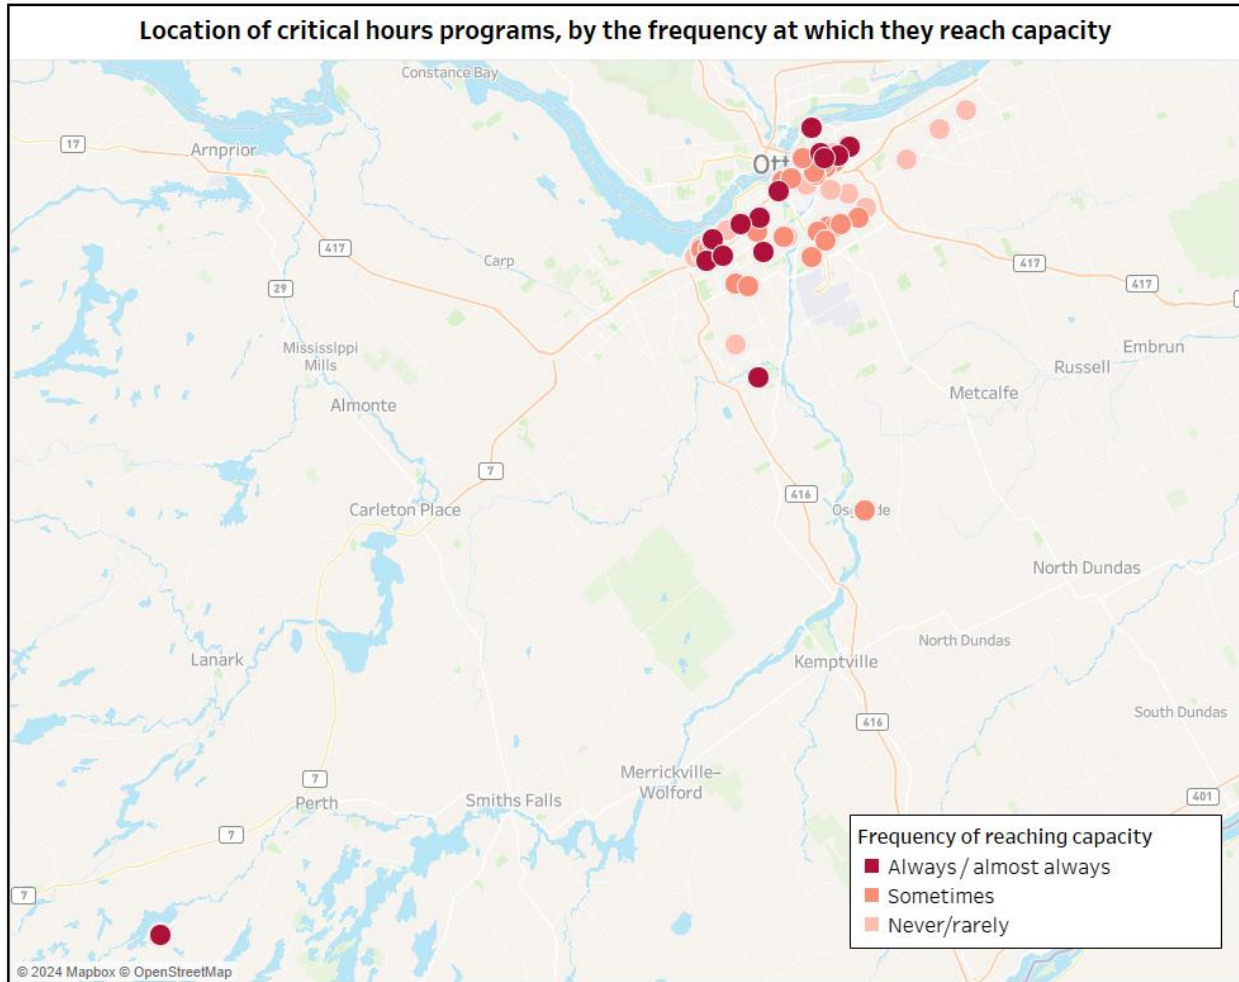 Location of critical hours programs, by the frequency at which they reach capacity
Constance Bay
17
Arnprior
Ott
417
Carp
29
417
417
Mississippi
Mills
Embrun
Russell
Almonte
Metcalfe
7
416
Carleton Place
Os
de
North Dundas
North Dundas
Lanark
Kemptville
South Dundas
416
Merrickville–
Wolford
7
Perth
Smiths Falls
401
7
Frequency of reaching capacity
Always / almost always
Sometimes
Never/rarely
7
© 2024 Mapbox © OpenStreetMap